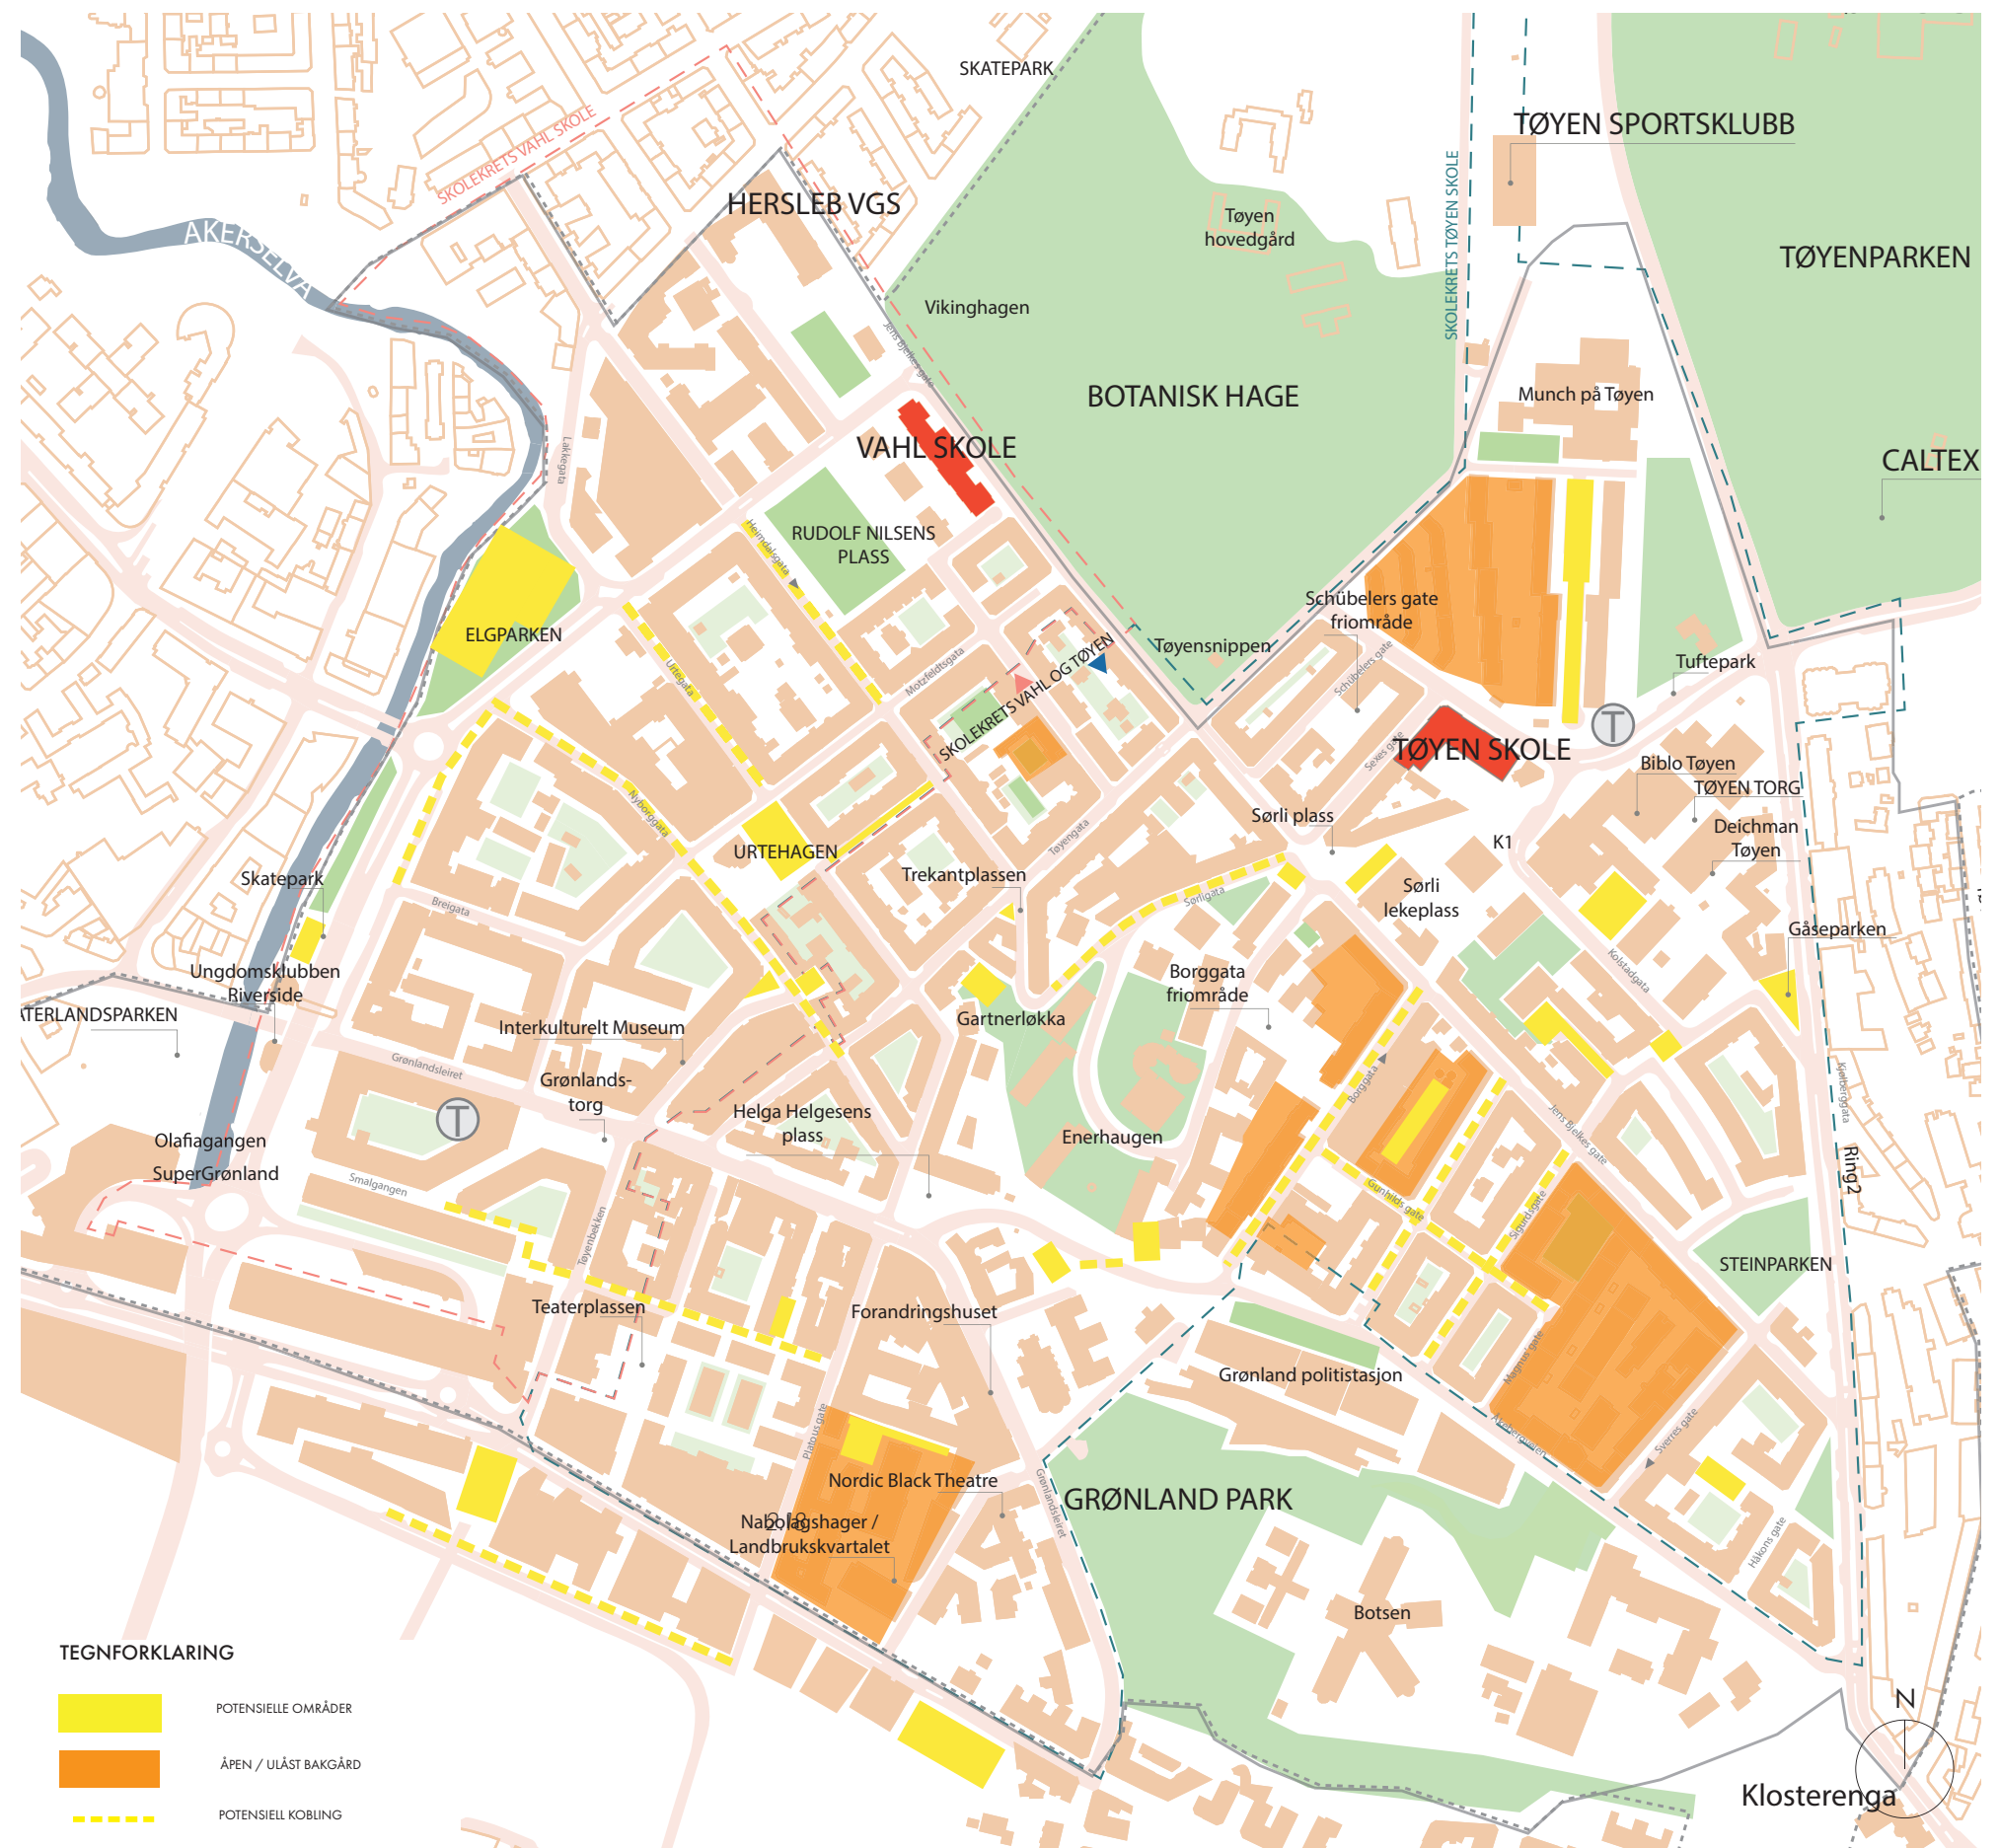 SKATEPARK
TØYEN SPORTSKLUBB
SKOLEKRETS VAHL SKOLE
HERSLEB VGS
Tøyen
hovedgård
AKERSELVA
SKOLEKRETS TØYEN SKOLE
TØYENPARKEN
Vikinghagen
Jens Bjelkes gate
BOTANISK HAGE
Munch på Tøyen
VAHL SKOLE
CALTEX
Lakkegata
RUDOLF NILSENS
PLASS
Heimdalsgata
Schübelers gate
friområde
ELGPARKEN
Urtegata
Motzfeldtsgata
SKOLEKRETS VAHL OG TØYEN
Tøyensnippen
Schübelers gate
Tuftepark
T
TØYEN SKOLE
Sexes gate
Biblo Tøyen
TØYEN TORG
Nyborggata
Sørli plass
Deichman
Tøyen
K1
URTEHAGEN
Tøyengata
Trekantplassen
Skatepark
Sørligata
Sørli
lekeplass
Breigata
Gåseparken
Ungdomsklubben
Riverside
Borggata
friområde
Kolstadgata
ATERLANDSPARKEN
Interkulturelt Museum
Gartnerløkka
Grønlandsleiret
Grønlands-
torg
Borggata
Kjølberggata
T
Helga Helgesens
plass
Enerhaugen
Jens Bjelkes gate
Olafiagangen
SuperGrønland
Smalgangen
Ring2
Gunhilds gate
Sigurdsgate
Tøyenbekken
STEINPARKEN
Teaterplassen
Forandringshuset
Grønland politistasjon
Magnus' gate
Platous gate
Åkebergveien
Sverres gate
Nordic Black Theatre
GRØNLAND PARK
Grønlandsleiret
Nabolagshager /
Landbrukskvartalet
Håkons gate
Botsen
TEGNFORKLARING
POTENSIELLE OMRÅDER
ÅPEN / ULÅST BAKGÅRD
POTENSIELL KOBLING
N
Klosterenga